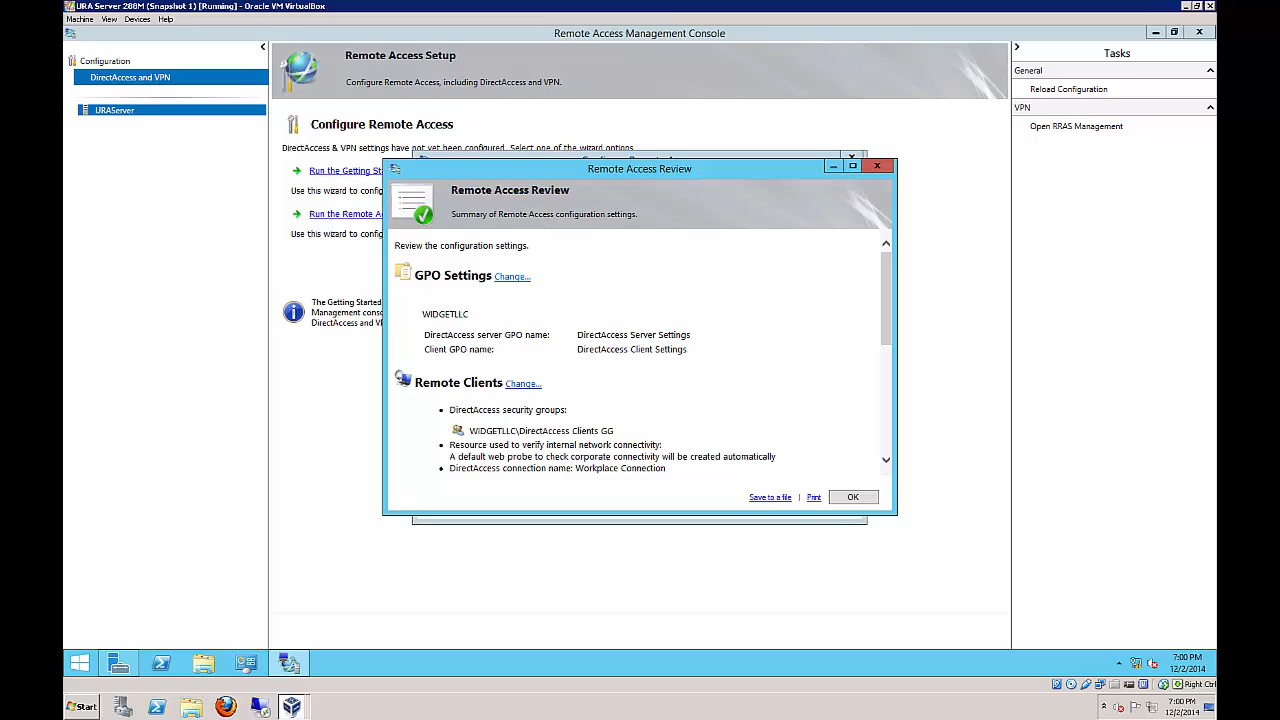 URA Server 288M (Snapshot 1) [Running] - Oracle VM VirtualBox
Machine View Devices Help
Remote Access Management Console
Configuration
DirectAccess and VPN
URAServer
Remote Access Setup
Configure Remote Access, including DirectAccess and VPN.
Configure Remote Access
DirectAccess & VPN settings have not yet been configured. Select one of the wizard options.
Run the Getting St
Use this wizard to config
Run the Remote A
Use this wizard to config
The Getting Started
Management conso
DirectAccess and VP
Remote Access Review
Remote Access Review
Summary of Remote Access configuration settings.
Review the configuration settings.
GPO Settings Change...
WIDGETLLC
DirectAccess server GPO name: DirectAccess Server Settings
Client GPO name: DirectAccess Client Settings
Remote Clients Change...
• DirectAccess security groups:
WIDGETLLC\DirectAccess Clients GG
• Resource used to verify internal network connectivity:
A default web probe to check corporate connectivity will be created automatically
• DirectAccess connection name: Workplace Connection
Save to a file | Print OK
Tasks
General
Reload Configuration
VPN
Open RRAS Management
7:00 PM
12/2/2014
Right Ctrl
Start
7:00 PM
12/2/2014